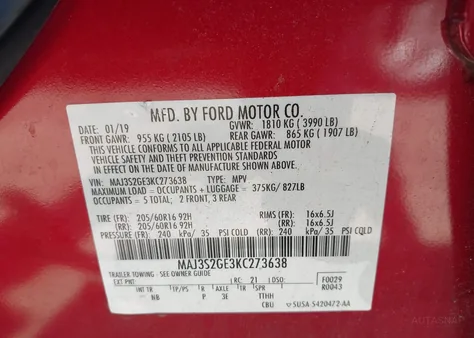 MFD. BY FORD MOTOR CO.
DATE: 01/19 GVWR: 1810 KG ( 3990 LB)
FRONT GAWR: 955 KG ( 2105 LB) REAR GAWR: 865 KG ( 1907 LB)
THIS VEHICLE CONFORMS TO ALL APPLICABLE FEDERAL MOTOR
VEHICLE SAFETY AND THEFT PREVENTION STANDARDS
IN EFFECT ON THE DATE OF MANUFACTURE SHOWN ABOVE.
VIN: MAJ3S2GE3KC273638 TYPE: MPV
MAXIMUM LOAD = OCCUPANTS + LUGGAGE = 375KG/ 827LB
OCCUPANTS = 5 TOTAL; 2 FRONT, 3 REAR
TIRE (FR): 205/60R16 92H RIMS (FR): 16x6.5J
(RR): 205/60R16 92H (RR): 16x6.5J
PRESSURE (FR): 240 kPa/ 35 PSI COLD (RR): 240 kPa/ 35 PSI COLD
MAJ3S2GE3KC273638
TRAILER TOWING - SEE OWNER GUIDE
EXT PNT: RC: 21 DSO: F0029
R0043
INT TR TP/PS R AXLE TR SPR
NB P 3E TTHH
CBU 5U5A-5420472-AA
AUTASNAP